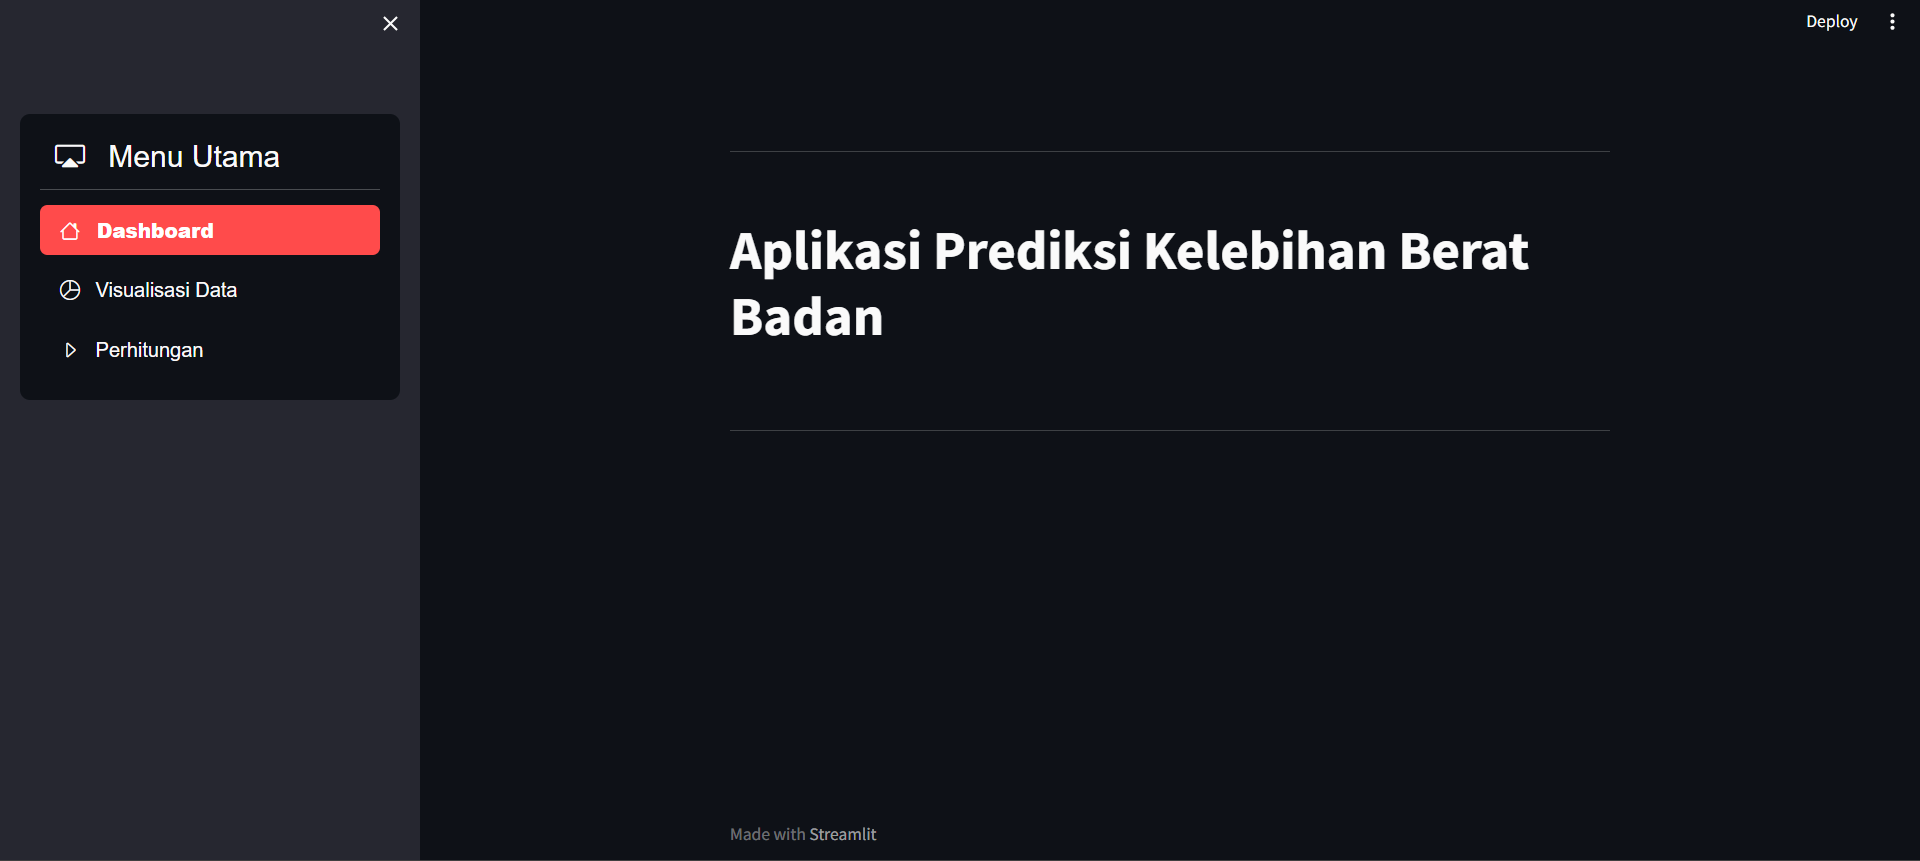 Menu Utama
Dashboard
Visualisasi Data
Perhitungan
Deploy
Aplikasi Prediksi Kelebihan Berat
Badan
Made with Streamlit